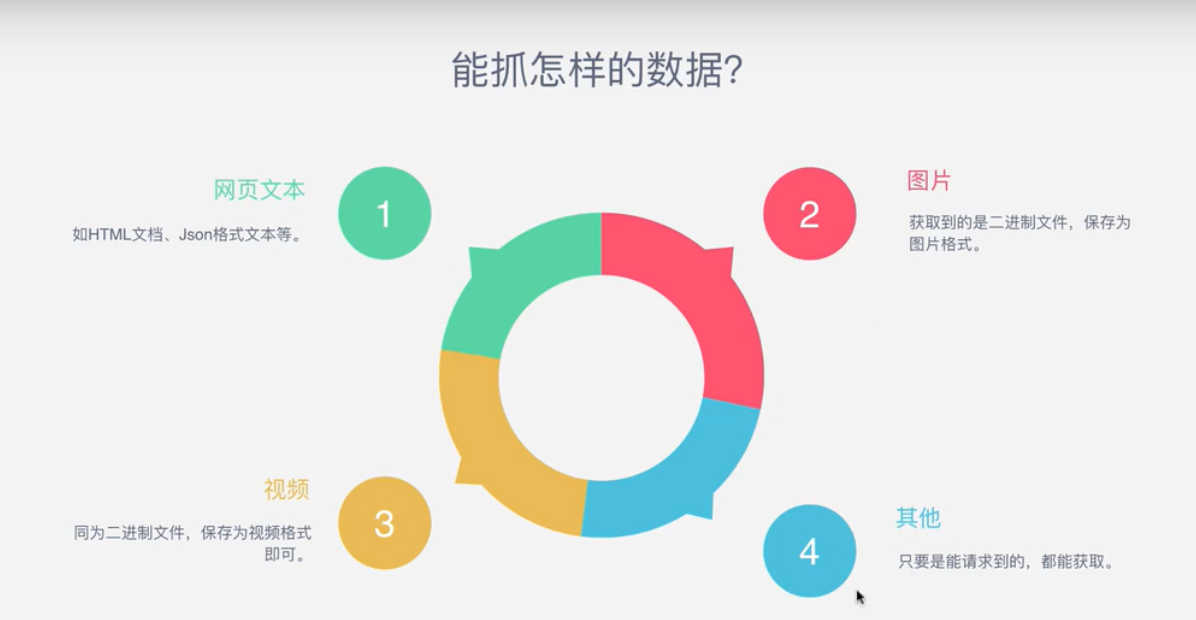 能抓怎样的数据？
网页文本
如HTML文档、Json格式文本等。
1
2
图片
获取到的是二进制文件，保存为
图片格式。
视频
同为二进制文件，保存为视频格式
即可。
3
4
其他
只要是能请求到的，都能获取。